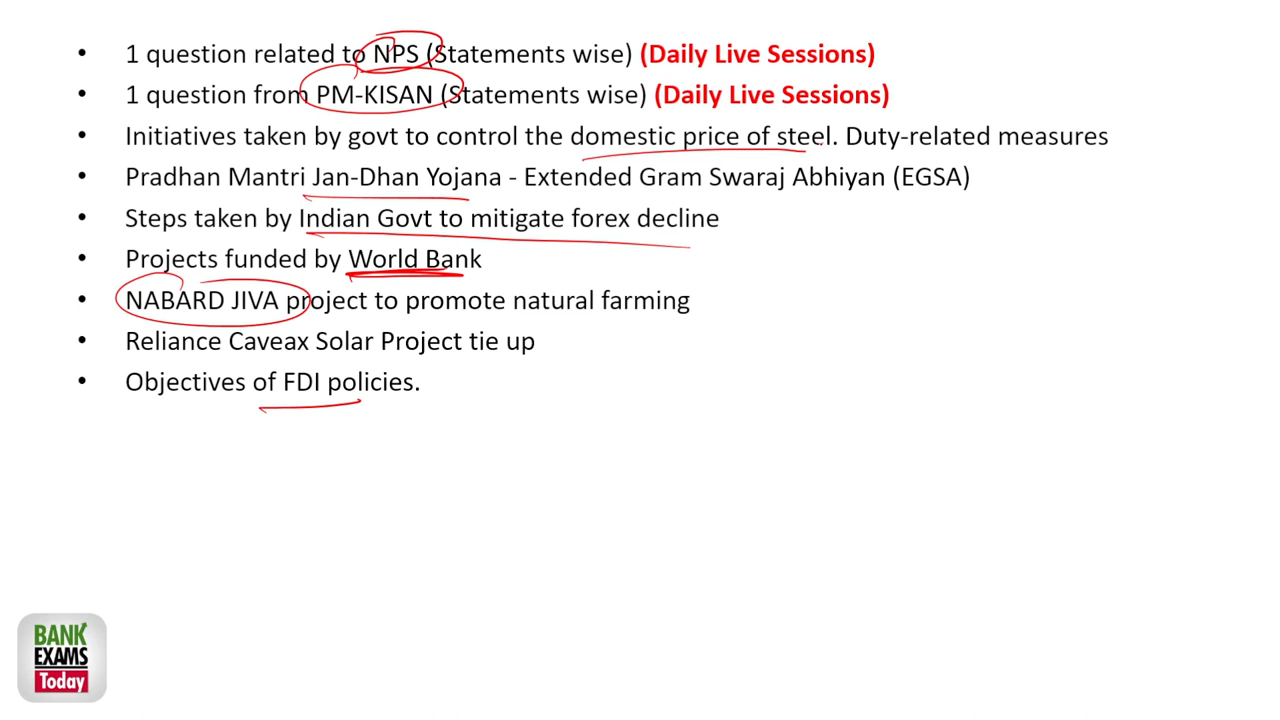 • 1 question related to NPS (Statements wise) (Daily Live Sessions)
• 1 question from PM-KISAN (Statements wise) (Daily Live Sessions)
• Initiatives taken by govt to control the domestic price of steel. Duty-related measures
• Pradhan Mantri Jan-Dhan Yojana - Extended Gram Swaraj Abhiyan (EGSA)
• Steps taken by Indian Govt to mitigate forex decline
• Projects funded by World Bank
• NABARD JIVA project to promote natural farming
• Reliance Caveax Solar Project tie up
• Objectives of FDI policies.
BANK
EXAMS
Today